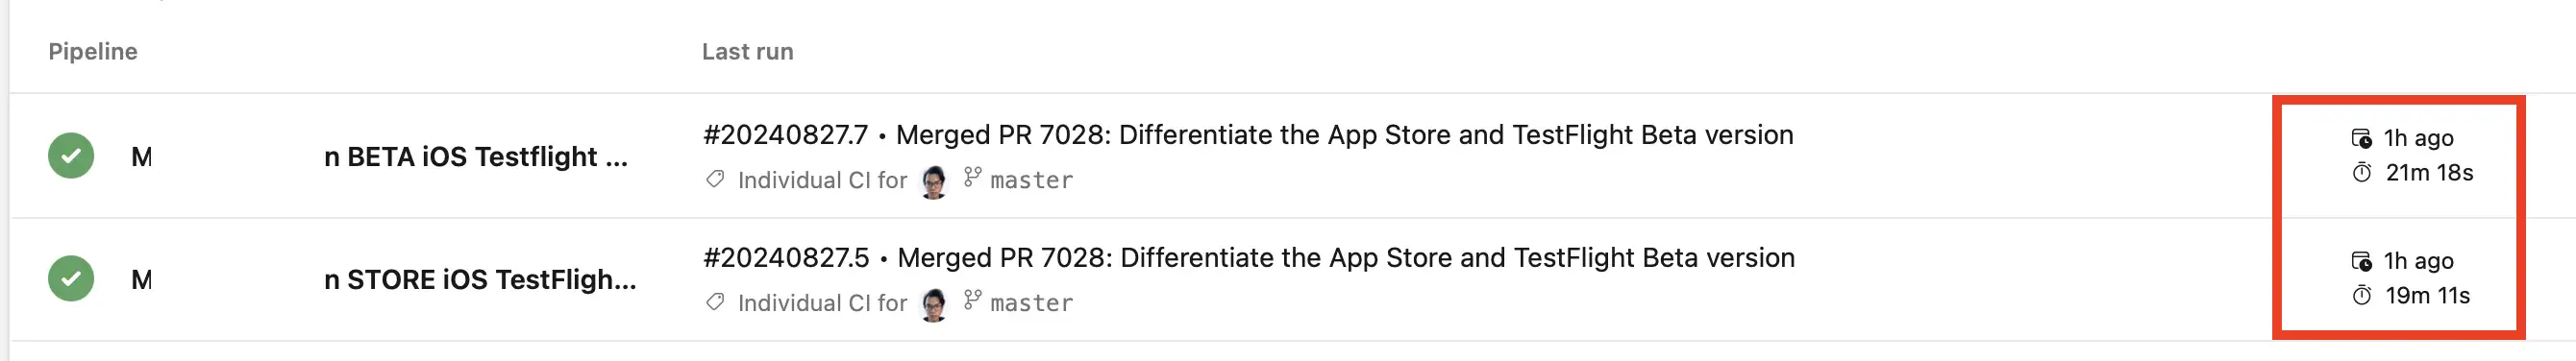 Pipeline
Last run
M n BETA iOS Testflight ...
#20240827.7 • Merged PR 7028: Differentiate the App Store and TestFlight Beta version
Individual CI for master
1h ago
21m 18s
M n STORE iOS TestFligh...
#20240827.5 • Merged PR 7028: Differentiate the App Store and TestFlight Beta version
Individual CI for master
1h ago
19m 11s